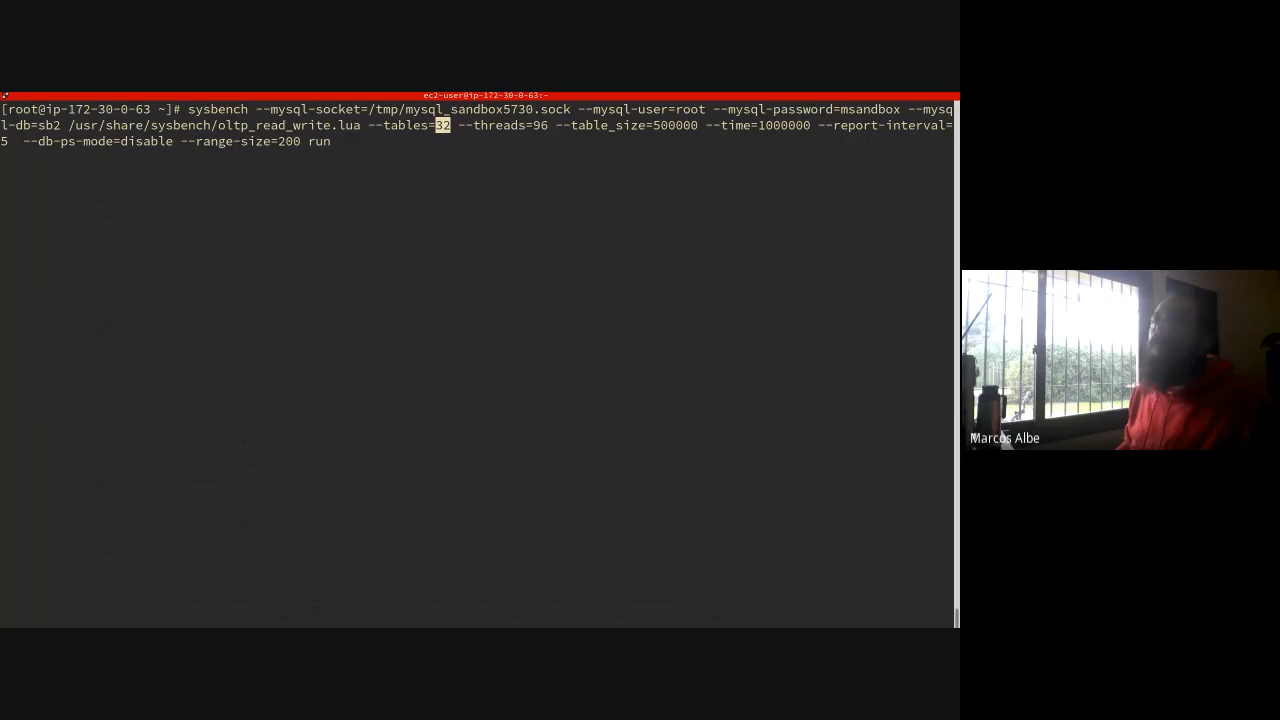 ec2-user@ip-172-30-0-63:~
[root@ip-172-30-0-63 ~]# sysbench --mysql-socket=/tmp/mysql_sandbox5730.sock --mysql-user=root --mysql-password=msandbox --mysq
l-db=sb2 /usr/share/sysbench/oltp_read_write.lua --tables=32 --threads=96 --table_size=500000 --time=1000000 --report-interval=
5  --db-ps-mode=disable --range-size=200 run
Marcos Albe